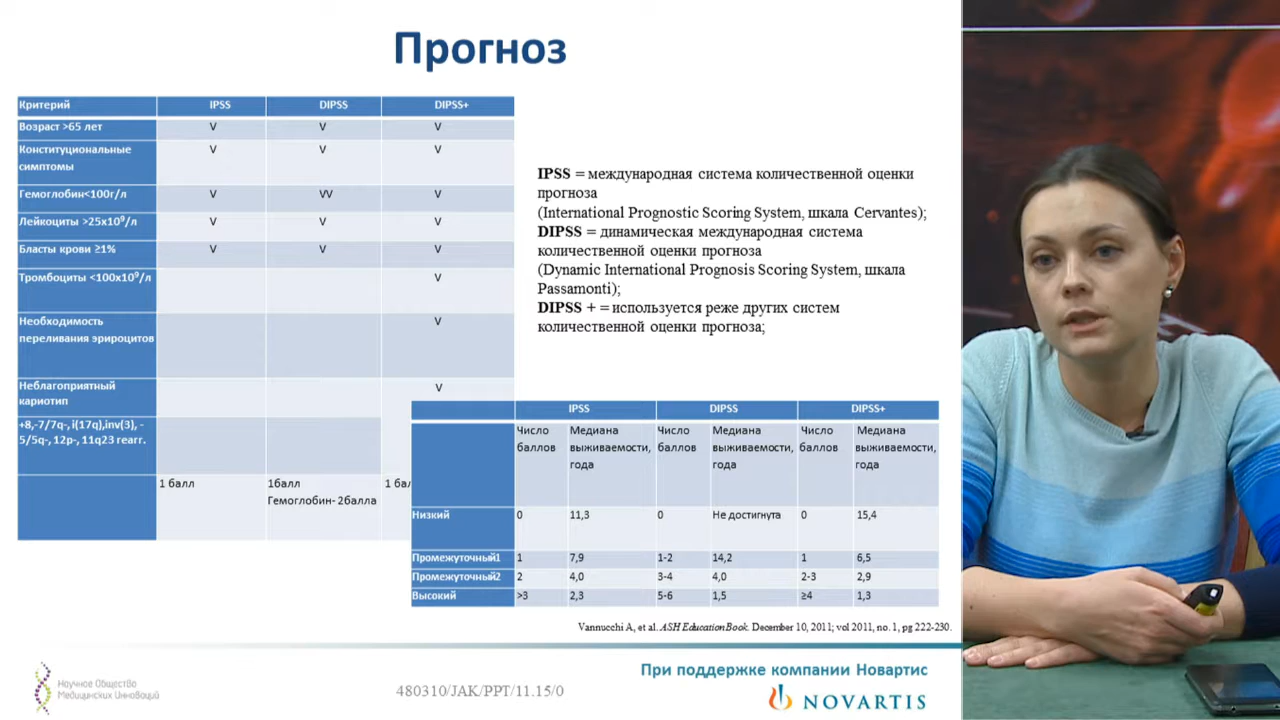 Прогноз
Критерий IPSS DIPSS DIPSS+
Возраст >65 лет V V V
Конституциональные
симптомы V V V
Гемоглобин<100г/л V VV V
Лейкоциты >25x10⁹/л V V V
Бласты крови ≥1% V V V
Тромбоциты <100x10⁹/л V
Необходимость
переливания эрироцитов V
Неблагоприятный
кариотип V
+8,-7/7q-, i(17q),inv(3), -
5/5q-, 12p-, 11q23 реагг.
1 балл 1балл 1 бал
Гемоглобин- 2балла
IPSS = международная система количественной оценки
прогноза
(International Prognostic Scoring System, шкала Cervantes);
DIPSS = динамическая международная система
количественной оценки прогноза
(Dynamic International Prognosis Scoring System, шкала
Passamonti);
DIPSS + = используется реже других систем
количественной оценки прогноза;
IPSS DIPSS DIPSS+
Число Медиана Число Медиана Число Медиана
баллов выживаемости, баллов выживаемости, баллов выживаемости,
года года года
Низкий 0 11,3 0 Не достигнута 0 15,4
Промежуточный1 1 7,9 1-2 14,2 1 6,5
Промежуточный2 2 4,0 3-4 4,0 2-3 2,9
Высокий >3 2,3 5-6 1,5 ≥4 1,3
Vannucchi A, et al. ASH Education Book. December 10, 2011; vol 2011, no. 1, pg 222-230.
Научное Общество
Медицинских Инноваций
480310/JAK/PPT/11.15/0
При поддержке компании Новартис
NOVARTIS